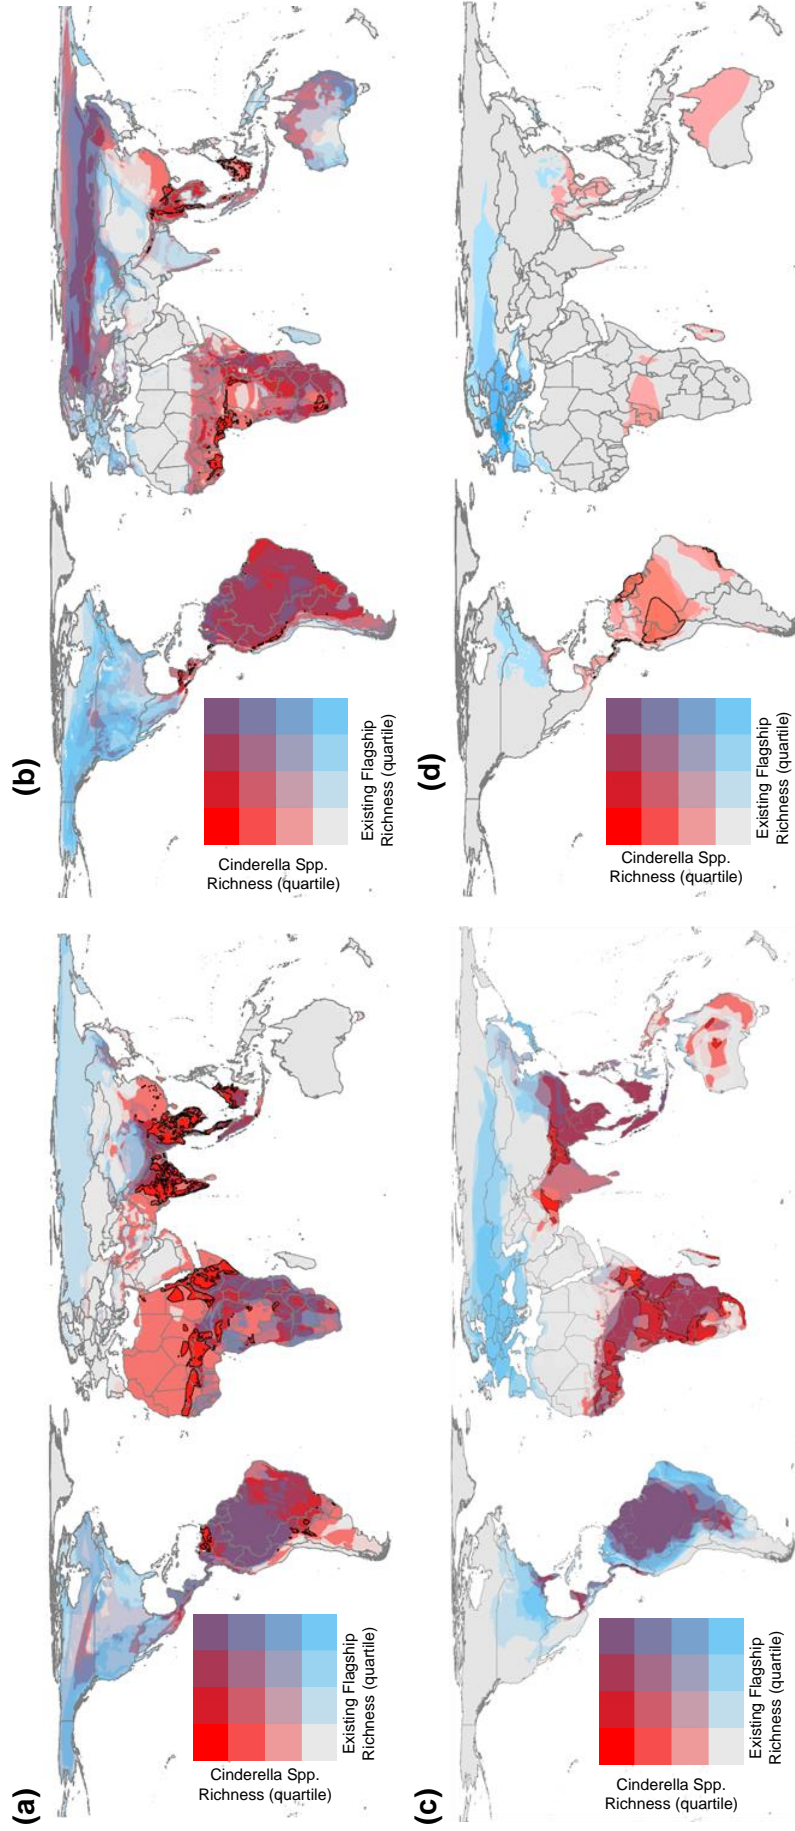 (a)
Cinderella Spp.
Richness (quartile)
Existing Flagship
Richness (quartile)
(b)
Cinderella Spp.
Richness (quartile)
Existing Flagship
Richness (quartile)
(c)
Cinderella Spp.
Richness (quartile)
Existing Flagship
Richness (quartile)
(d)
Cinderella Spp.
Richness (quartile)
Existing Flagship
Richness (quartile)